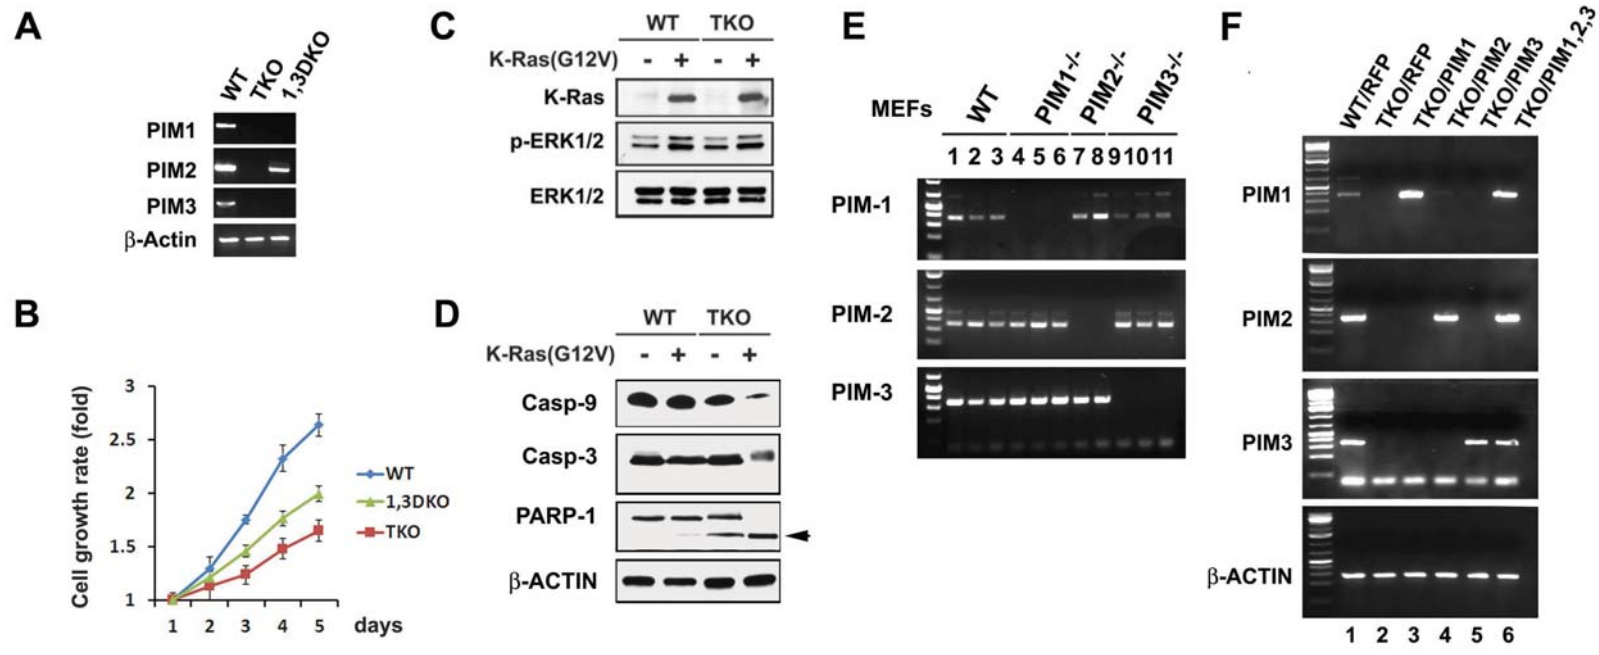 A
WT
TKO
1,3DKO
PIM1
PIM2
PIM3
β-Actin
B
Cell growth rate (fold)
3
2.5
2
1.5
1
1 2 3 4 5 days
WT
1,3DKO
TKO
C
WT TKO
K-Ras(G12V) - + - +
K-Ras
p-ERK1/2
ERK1/2
D
WT TKO
K-Ras(G12V) - + - +
Casp-9
Casp-3
PARP-1
β-ACTIN
E
MEFs
WT
PIM1-/-
PIM2-/-
PIM3-/-
1 2 3 4 5 6 7 8 9 10 11
PIM-1
PIM-2
PIM-3
F
WT/RFP
TKO/RFP
TKO/PIM1
TKO/PIM2
TKO/PIM3
TKO/PIM1,2,3
PIM1
PIM2
PIM3
β-ACTIN
1 2 3 4 5 6